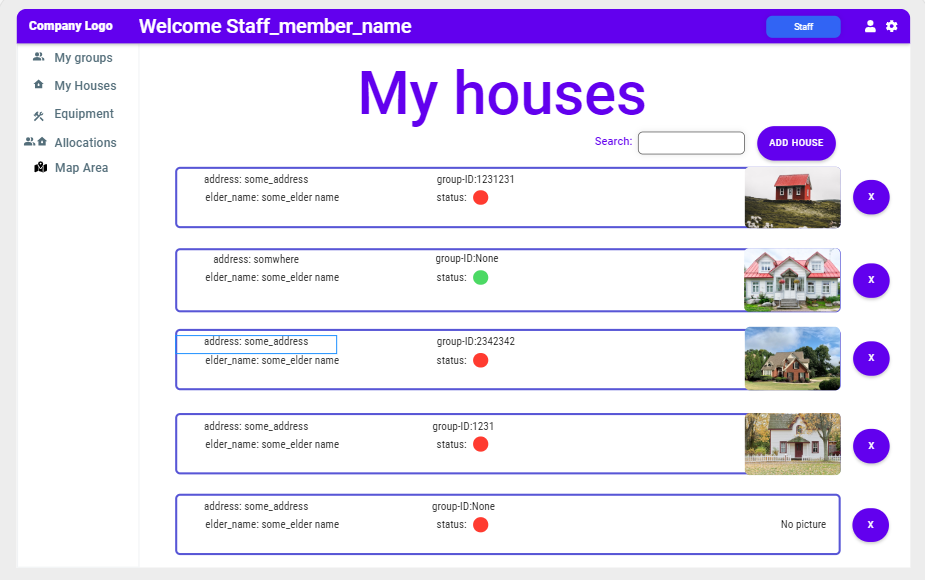 Company Logo Welcome Staff_member_name Staff
My groups
My Houses
Equipment
Allocations
Map Area
My houses
Search: ADD HOUSE
address: some_address group-ID:1231231
elder_name: some_elder name status: X
address: somwhere group-ID:None
elder_name: some_elder name status: X
address: some_address group-ID:2342342
elder_name: some_elder name status: X
address: some_address group-ID:1231
elder_name: some_elder name status: X
address: some_address group-ID:None
elder_name: some_elder name status: No picture X